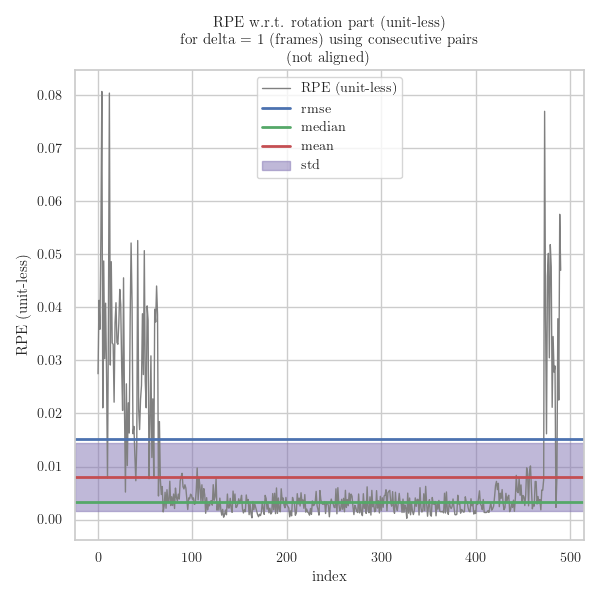 RPE w.r.t. rotation part (unit-less)
for delta = 1 (frames) using consecutive pairs
(not aligned)
RPE (unit-less)
rmse
median
mean
std
0.08
0.07
0.06
0.05
0.04
0.03
0.02
0.01
0.00
RPE (unit-less)
0 100 200 300 400 500
index